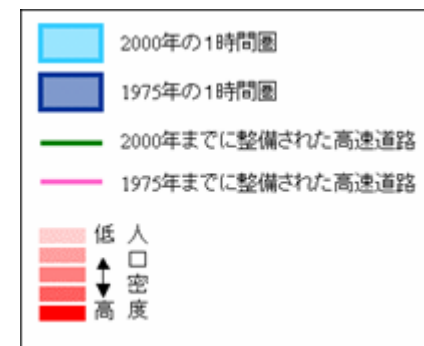 2000年の1時間圏
1975年の1時間圏
2000年までに整備された高速道路
1975年までに整備された高速道路
低
高
人口密度